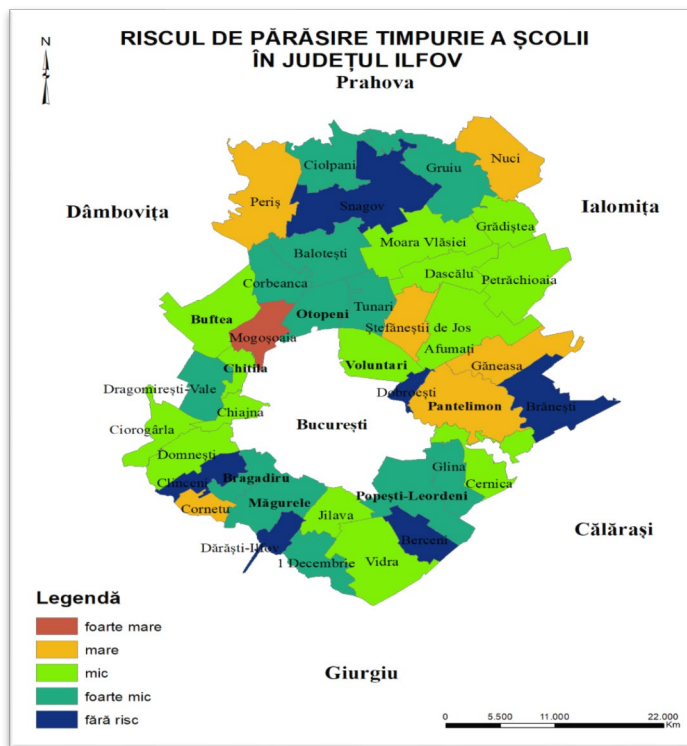 RISCUL DE PĂRĂSIRE TIMPURIE A ȘCOLII
ÎN JUDEȚUL ILFOV
N
Prahova
Nuci
Ciolpani
Gruiu
Periș
Snagov
Dâmbovița
Ialomița
Grădiștea
Moara Vlăsiei
Balotești
Dascălu
Petrăchioaia
Corbeanca
Tunari
Otopeni
Buftea
Ștefăneștii de Jos
Mogoșoaia
Afumați
Găneasa
Chitila
Voluntari
Dobroești
Dragomirești-Vale
Pantelimon
Brănești
Chiajna
București
Ciorogârla
Domnești
Glina
Clinceni
Bragadiru
Cernica
Măgurele
Popești-Leordeni
Cornetu
Jilava
Călărași
Berceni
Dărăști-Ilfov
1 Decembrie
Vidra
Giurgiu
Legendă
foarte mare
mare
mic
foarte mic
fără risc
0 5.500 11.000 22.000
Km